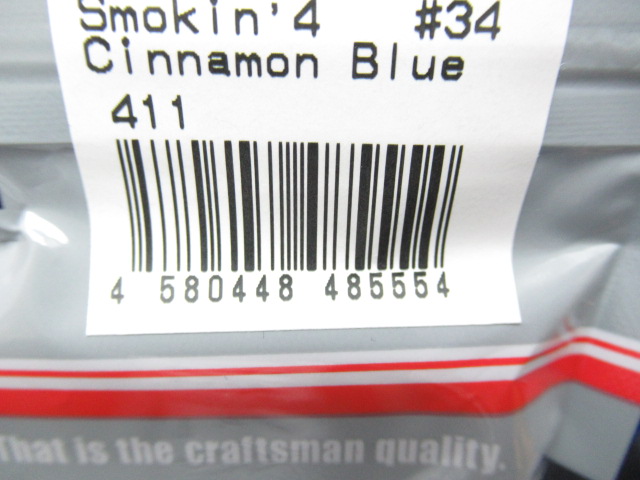 Smokin'4 #34
Cinnamon Blue
411
4 580448 485554
That is the craftsman quality.